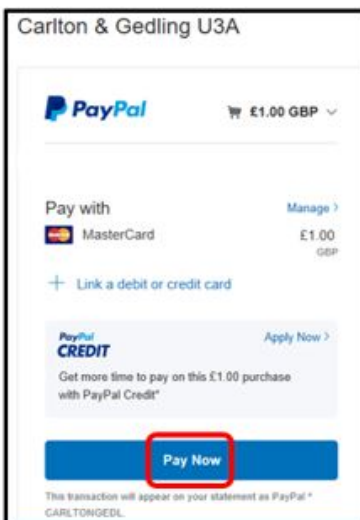 Carlton & Gedling U3A
PayPal
£1.00 GBP
Pay with
Manage >
MasterCard
£1.00
GBP
+ Link a debit or credit card
PayPal
CREDIT
Apply Now >
Get more time to pay on this £1.00 purchase
with PayPal Credit*
Pay Now
This transaction will appear on your statement as PayPal *
CARLTONGEDL